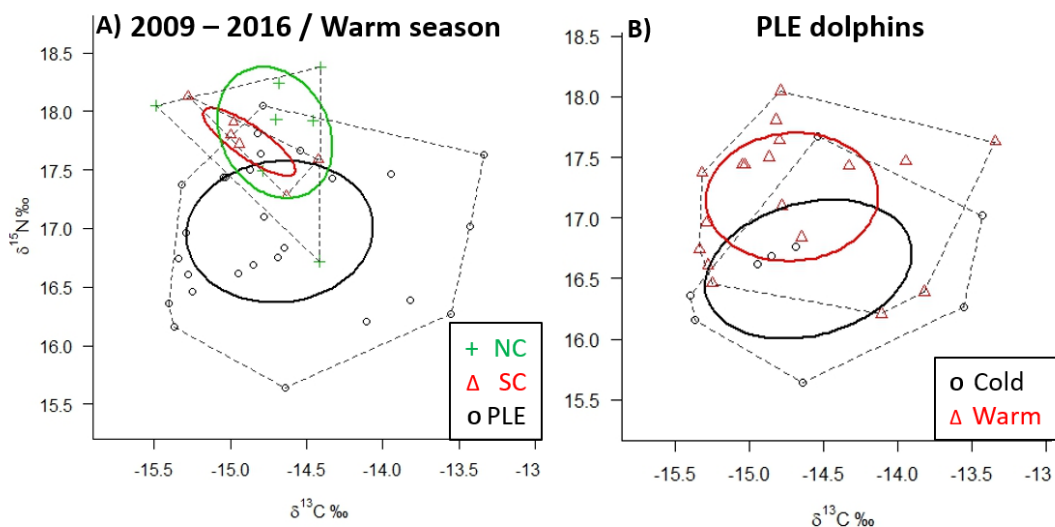 A) 2009 – 2016 / Warm season
18.5
18.0
17.5
17.0
16.5
16.0
15.5
δ15N‰
-15.5 -15.0 -14.5 -14.0 -13.5 -13
δ13C ‰
NC
SC
PLE
B) PLE dolphins
18.5
18.0
17.5
17.0
16.5
16.0
15.5
-15.5 -15.0 -14.5 -14.0 -13.5 -13
δ13C ‰
Cold
Warm